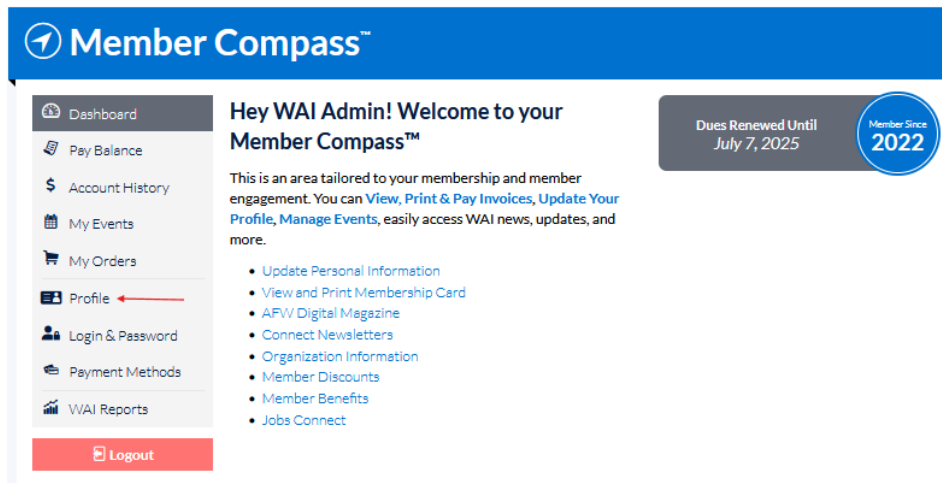 Member Compass™
Dashboard
Pay Balance
Account History
My Events
My Orders
Profile
Login & Password
Payment Methods
WAI Reports
Logout
Hey WAI Admin! Welcome to your
Member Compass™
This is an area tailored to your membership and member
engagement. You can View, Print & Pay Invoices, Update Your
Profile, Manage Events, easily access WAI news, updates, and
more.
• Update Personal Information
• View and Print Membership Card
• AFW Digital Magazine
• Connect Newsletters
• Organization Information
• Member Discounts
• Member Benefits
• Jobs Connect
Dues Renewed Until
July 7, 2025
Member Since
2022